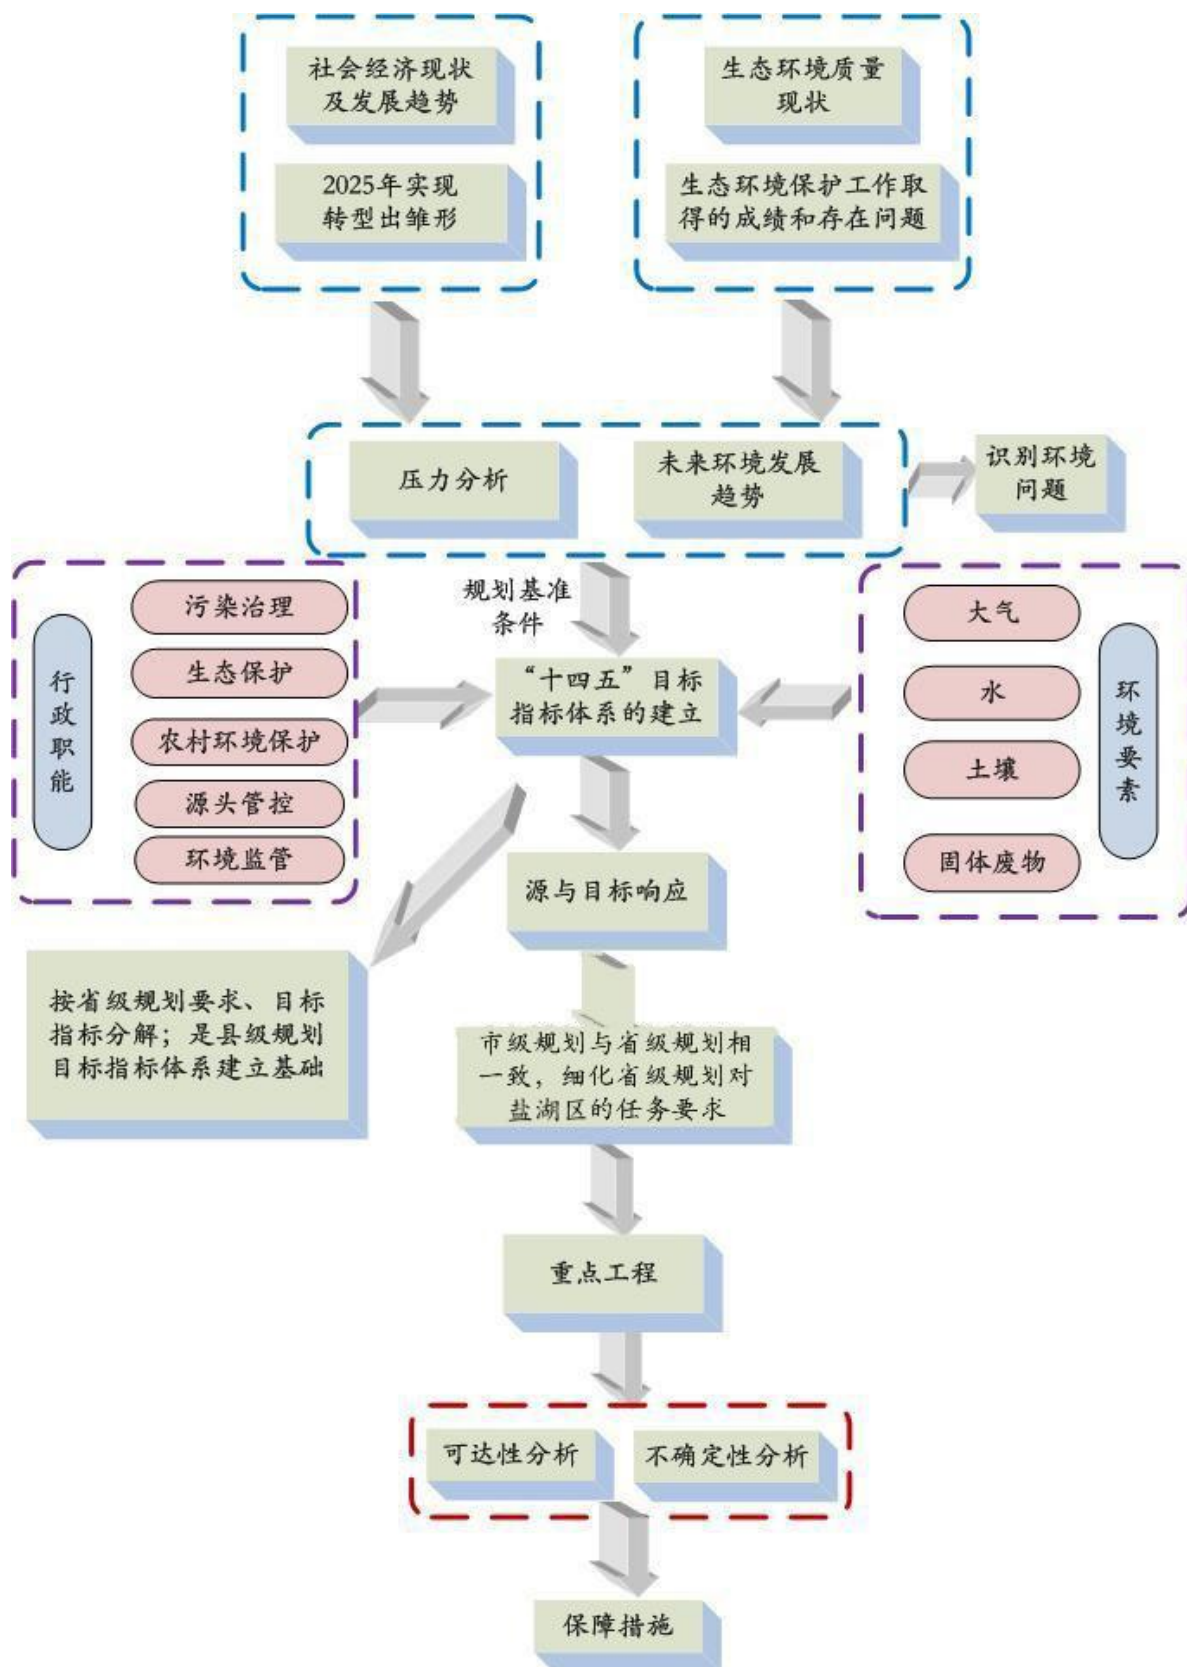 社会经济现状
及发展趋势
2025年实现
转型出雏形
生态环境质量
现状
生态环境保护工作取
得的成绩和存在问题
压力分析
未来环境发展
趋势
识别环境
问题
规划基准
条件
行政职能
污染治理
生态保护
农村环境保护
源头管控
环境监管
“十四五”目标
指标体系的建立
大气
水
土壤
固体废物
环境要素
源与目标响应
按省级规划要求、目标
指标分解；是县级规划
目标指标体系建立基础
市级规划与省级规划相
一致，细化省级规划对
盐湖区的任务要求
重点工程
可达性分析
不确定性分析
保障措施